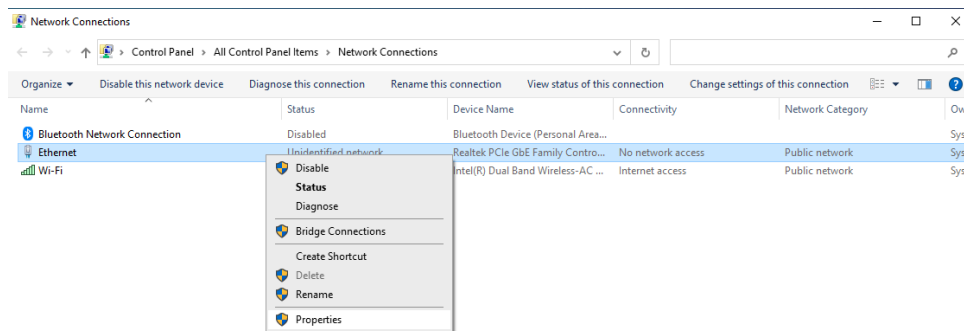 Network Connections
Control Panel > All Control Panel Items > Network Connections
Organize Disable this network device Diagnose this connection Rename this connection View status of this connection Change settings of this connection
Name Status Device Name Connectivity Network Category Ow
Bluetooth Network Connection Disabled Bluetooth Device (Personal Area... Sys
Ethernet Unidentified network Realtek PCIe GbE Family Contro... No network access Public network Sys
Wi-Fi Intel(R) Dual Band Wireless-AC ... Internet access Public network Sys
Disable
Status
Diagnose
Bridge Connections
Create Shortcut
Delete
Rename
Properties